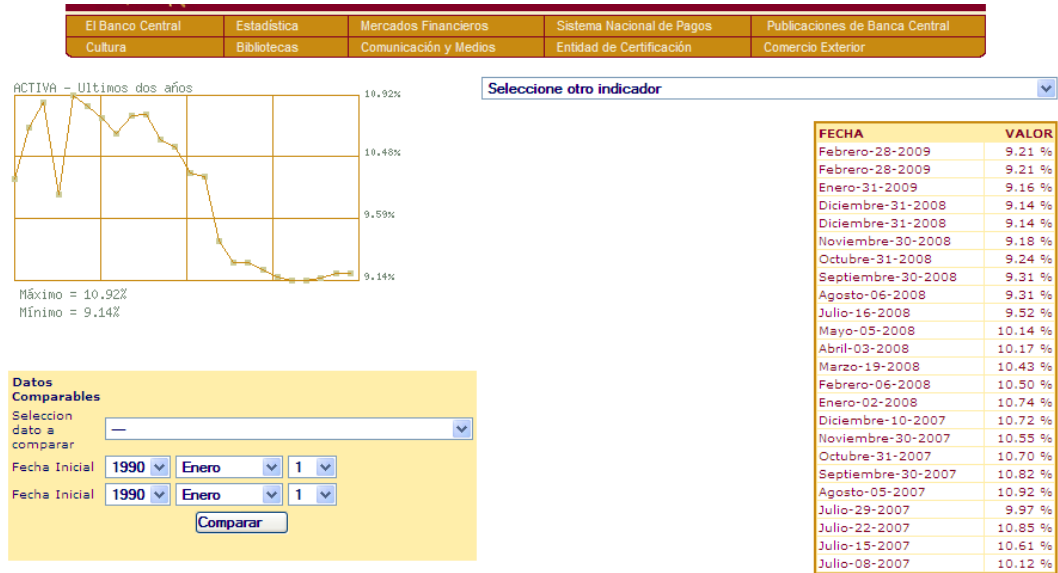 El Banco Central Estadística Mercados Financieros Sistema Nacional de Pagos Publicaciones de Banca Central
Cultura Bibliotecas Comunicación y Medios Entidad de Certificación Comercio Exterior
ACTIVA - Ultimos dos años
10.92%
10.48%
9.59%
9.14%
Máximo = 10.92%
Mínimo = 9.14%
Seleccione otro indicador
FECHA VALOR
Febrero-28-2009 9.21 %
Febrero-28-2009 9.21 %
Enero-31-2009 9.16 %
Diciembre-31-2008 9.14 %
Diciembre-31-2008 9.14 %
Noviembre-30-2008 9.18 %
Octubre-31-2008 9.24 %
Septiembre-30-2008 9.31 %
Agosto-06-2008 9.31 %
Julio-16-2008 9.52 %
Mayo-05-2008 10.14 %
Abril-03-2008 10.17 %
Marzo-19-2008 10.43 %
Febrero-06-2008 10.50 %
Enero-02-2008 10.74 %
Diciembre-10-2007 10.72 %
Noviembre-30-2007 10.55 %
Octubre-31-2007 10.70 %
Septiembre-30-2007 10.82 %
Agosto-05-2007 10.92 %
Julio-29-2007 9.97 %
Julio-22-2007 10.85 %
Julio-15-2007 10.61 %
Julio-08-2007 10.12 %
Datos
Comparables
Seleccion
dato a
comparar
—
Fecha Inicial 1990 Enero 1
Fecha Inicial 1990 Enero 1
Comparar